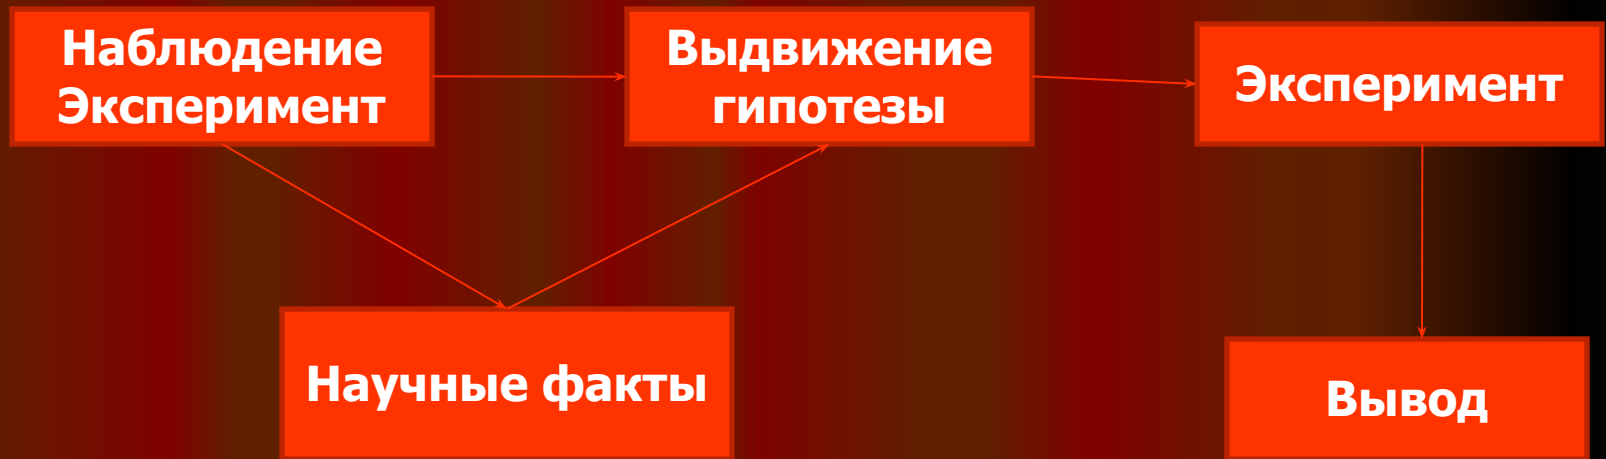 Наблюдение
Эксперимент
Выдвижение
гипотезы
Эксперимент
Научные факты
Вывод